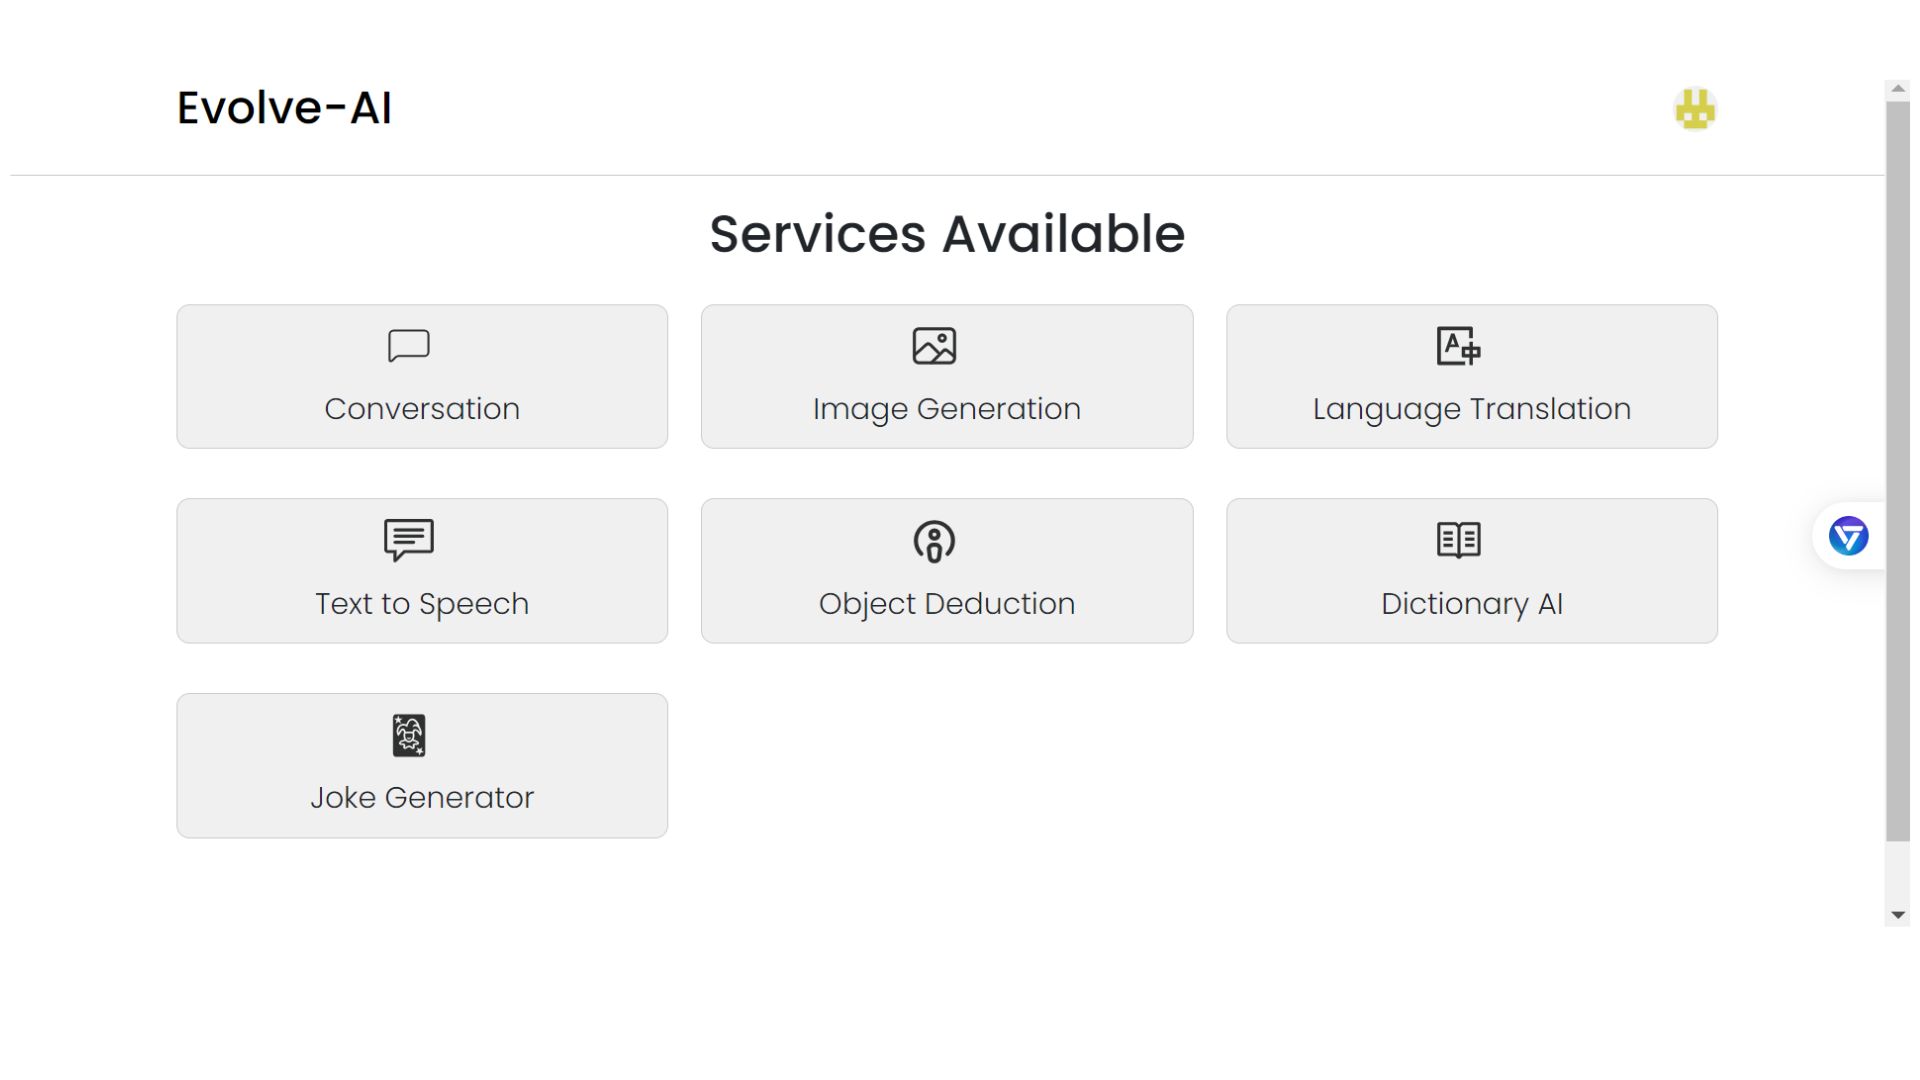 Evolve-AI
Services Available
Conversation
Image Generation
Language Translation
Text to Speech
Object Deduction
Dictionary AI
Joke Generator